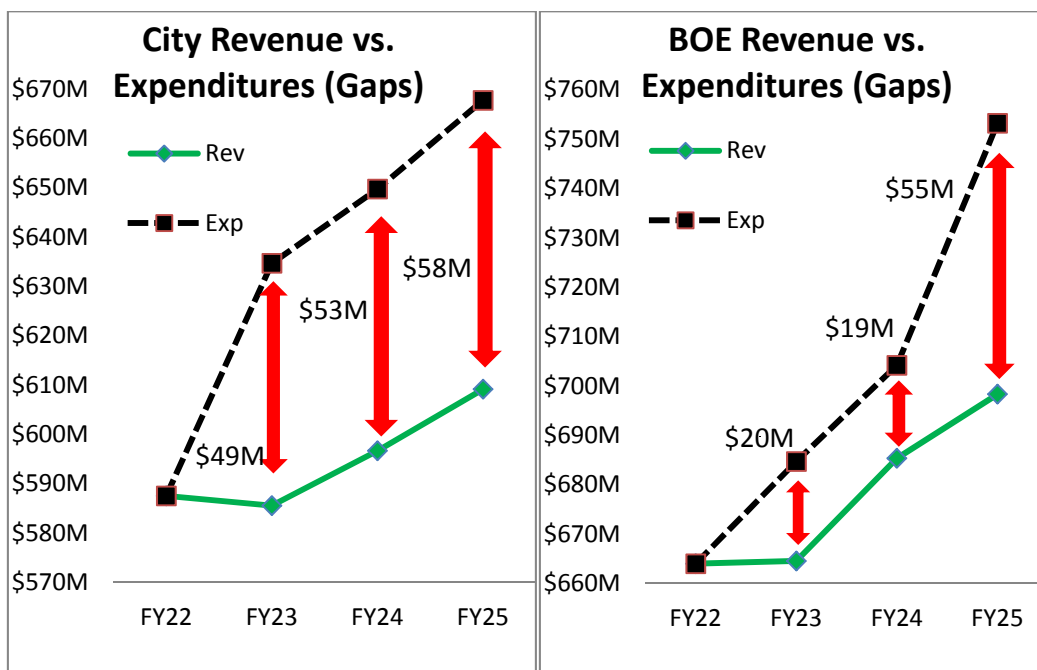 City Revenue vs.
Expenditures (Gaps)
$670M
$660M
$650M
$640M
$630M
$620M
$610M
$600M
$590M
$580M
$570M
Rev
Exp
$49M
$53M
$58M
FY22
FY23
FY24
FY25
BOE Revenue vs.
Expenditures (Gaps)
$760M
$750M
$740M
$730M
$720M
$710M
$700M
$690M
$680M
$670M
$660M
Rev
Exp
$20M
$19M
$55M
FY22
FY23
FY24
FY25